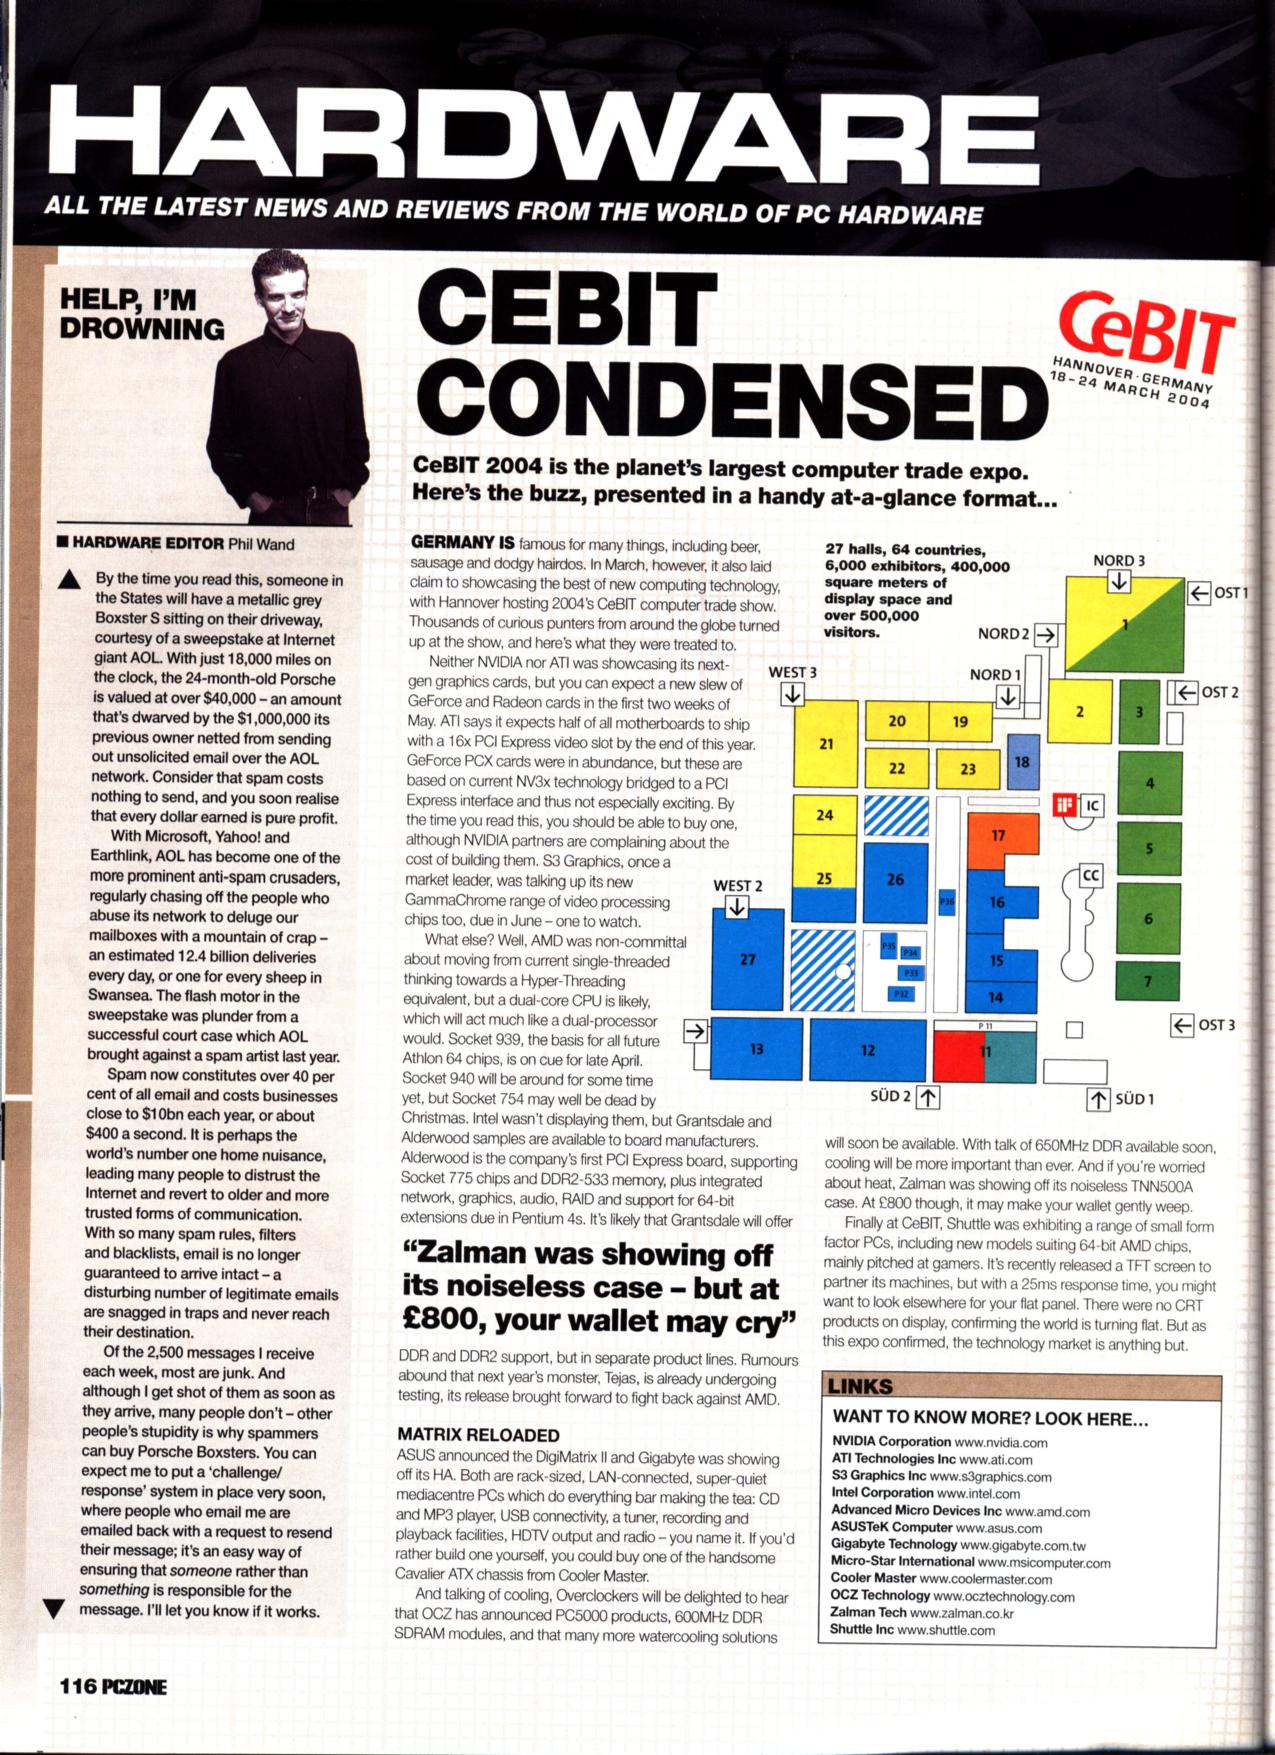 HARDWARE
ALL THE LATEST NEWS AND REVIEWS FROM THE WORLD OF PC HARDWARE
HELP, I'M
DROWNING
■ HARDWARE EDITOR Phil Wand
▲ By the time you read this, someone in
the States will have a metallic grey
Boxster S sitting on their driveway,
courtesy of a sweepstake at Internet
giant AOL. With just 18,000 miles on
the clock, the 24-month-old Porsche
is valued at over $40,000 – an amount
that's dwarved by the $1,000,000 its
previous owner netted from sending
out unsolicited email over the AOL
network. Consider that spam costs
nothing to send, and you soon realise
that every dollar earned is pure profit.
With Microsoft, Yahoo! and
Earthlink, AOL has become one of the
more prominent anti-spam crusaders,
regularly chasing off the people who
abuse its network to deluge our
mailboxes with a mountain of crap –
an estimated 12.4 billion deliveries
every day, or one for every sheep in
Swansea. The flash motor in the
sweepstake was plunder from a
successful court case which AOL
brought against a spam artist last year.
Spam now constitutes over 40 per
cent of all email and costs businesses
close to $10bn each year, or about
$400 a second. It is perhaps the
world's number one home nuisance,
leading many people to distrust the
Internet and revert to older and more
trusted forms of communication.
With so many spam rules, filters
and blacklists, email is no longer
guaranteed to arrive intact – a
disturbing number of legitimate emails
are snagged in traps and never reach
their destination.
Of the 2,500 messages I receive
each week, most are junk. And
although I get shot of them as soon as
they arrive, many people don't – other
people's stupidity is why spammers
can buy Porsche Boxsters. You can
expect me to put a 'challenge/
response' system in place very soon,
where people who email me are
emailed back with a request to resend
their message; it's an easy way of
ensuring that someone rather than
something is responsible for the
▼ message. I'll let you know if it works.
CEBIT
CONDENSED
CeBIT
HANNOVER · GERMANY
18–24 MARCH 2004
CeBIT 2004 is the planet's largest computer trade expo.
Here's the buzz, presented in a handy at-a-glance format...
GERMANY IS famous for many things, including beer,
sausage and dodgy hairdos. In March, however, it also laid
claim to showcasing the best of new computing technology,
with Hannover hosting 2004's CeBIT computer trade show.
Thousands of curious punters from around the globe turned
up at the show, and here's what they were treated to.
Neither NVIDIA nor ATI was showcasing its next-
gen graphics cards, but you can expect a new slew of
GeForce and Radeon cards in the first two weeks of
May. ATI says it expects half of all motherboards to ship
with a 16x PCI Express video slot by the end of this year.
GeForce PCX cards were in abundance, but these are
based on current NV3x technology bridged to a PCI
Express interface and thus not especially exciting. By
the time you read this, you should be able to buy one,
although NVIDIA partners are complaining about the
cost of building them. S3 Graphics, once a
market leader, was talking up its new
GammaChrome range of video processing
chips too, due in June – one to watch.
What else? Well, AMD was non-committal
about moving from current single-threaded
thinking towards a Hyper-Threading
equivalent, but a dual-core CPU is likely,
which will act much like a dual-processor
would. Socket 939, the basis for all future
Athlon 64 chips, is on cue for late April.
Socket 940 will be around for some time
yet, but Socket 754 may well be dead by
Christmas. Intel wasn't displaying them, but Grantsdale and
Alderwood samples are available to board manufacturers.
Alderwood is the company's first PCI Express board, supporting
Socket 775 chips and DDR2-533 memory, plus integrated
network, graphics, audio, RAID and support for 64-bit
extensions due in Pentium 4s. It's likely that Grantsdale will offer
"Zalman was showing off
its noiseless case – but at
£800, your wallet may cry"
DDR and DDR2 support, but in separate product lines. Rumours
abound that next year's monster, Tejas, is already undergoing
testing, its release brought forward to fight back against AMD.
MATRIX RELOADED
ASUS announced the DigiMatrix II and Gigabyte was showing
off its HA. Both are rack-sized, LAN-connected, super-quiet
mediacentre PCs which do everything bar making the tea: CD
and MP3 player, USB connectivity, a tuner, recording and
playback facilities, HDTV output and radio – you name it. If you'd
rather build one yourself, you could buy one of the handsome
Cavalier ATX chassis from Cooler Master.
And talking of cooling, Overclockers will be delighted to hear
that OCZ has announced PC5000 products, 600MHz DDR
SDRAM modules, and that many more watercooling solutions
27 halls, 64 countries,
6,000 exhibitors, 400,000
square meters of
display space and
over 500,000
visitors.
NORD 3
OST 1
1
NORD 2
WEST 3
NORD 1
OST 2
20
19
2
3
21
22
23
18
4
24
iF
IC
17
5
25
26
CC
WEST 2
P36
16
6
27
P35
P34
P33
15
7
P32
14
P 11
OST 3
13
12
11
SÜD 2
SÜD 1
will soon be available. With talk of 650MHz DDR available soon,
cooling will be more important than ever. And if you're worried
about heat, Zalman was showing off its noiseless TNN500A
case. At £800 though, it may make your wallet gently weep.
Finally at CeBIT, Shuttle was exhibiting a range of small form
factor PCs, including new models suiting 64-bit AMD chips,
mainly pitched at gamers. It's recently released a TFT screen to
partner its machines, but with a 25ms response time, you might
want to look elsewhere for your flat panel. There were no CRT
products on display, confirming the world is turning flat. But as
this expo confirmed, the technology market is anything but.
LINKS
WANT TO KNOW MORE? LOOK HERE...
NVIDIA Corporation www.nvidia.com
ATI Technologies Inc www.ati.com
S3 Graphics Inc www.s3graphics.com
Intel Corporation www.intel.com
Advanced Micro Devices Inc www.amd.com
ASUSTeK Computer www.asus.com
Gigabyte Technology www.gigabyte.com.tw
Micro-Star International www.msicomputer.com
Cooler Master www.coolermaster.com
OCZ Technology www.ocztechnology.com
Zalman Tech www.zalman.co.kr
Shuttle Inc www.shuttle.com
116 PCZONE